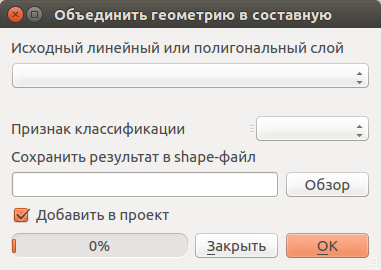 Объединить геометрию в составную
Исходный линейный или полигональный слой
Признак классификации
Сохранить результат в shape-файл
Обзор
Добавить в проект
0% Закрыть OK